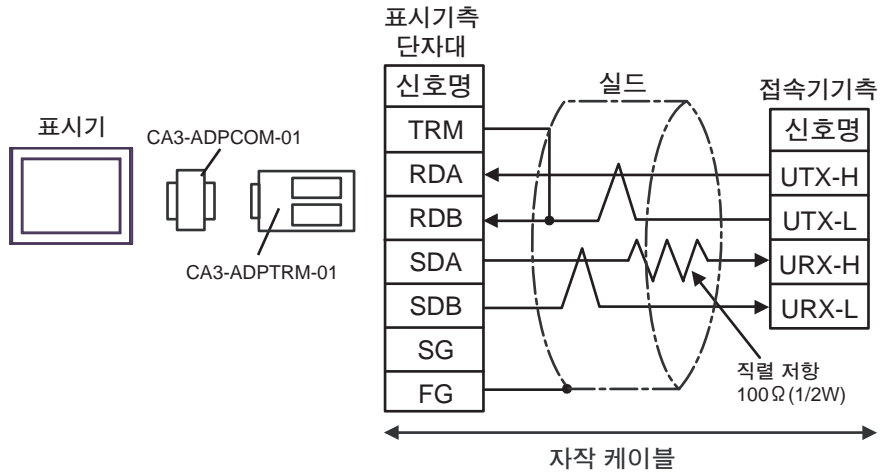 표시기
CA3-ADPCOM-01
CA3-ADPTRM-01
표시기측
단자대
신호명
TRM
RDA
RDB
SDA
SDB
SG
FG
실드
접속기기측
신호명
UTX-H
UTX-L
URX-H
URX-L
직렬 저항
100Ω(1/2W)
자작 케이블